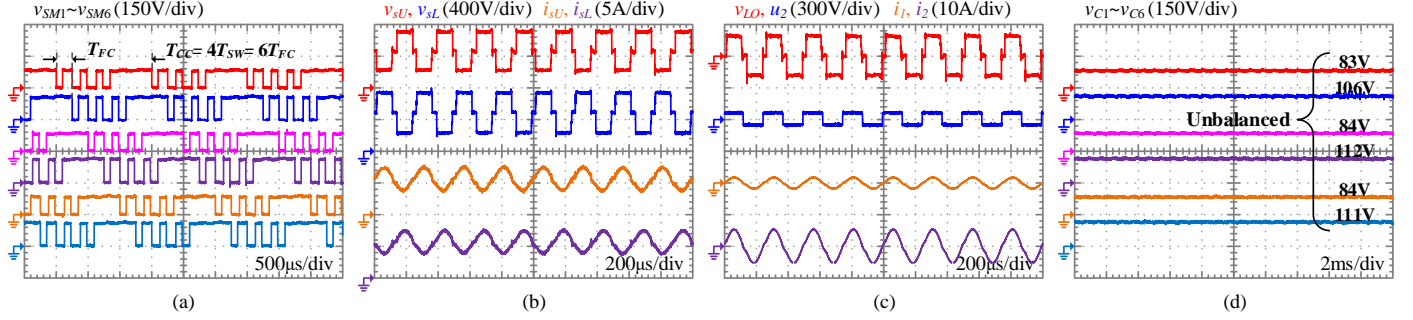 vSM1~vSM6 (150V/div)
TFC
TCC= 4TSW= 6TFC
500μs/div
(a)
vsU, vsL (400V/div) isU, isL (5A/div)
200μs/div
(b)
vLO, u2 (300V/div) i1, i2 (10A/div)
200μs/div
(c)
vC1~vC6 (150V/div)
83V
106V
Unbalanced
84V
112V
84V
111V
2ms/div
(d)